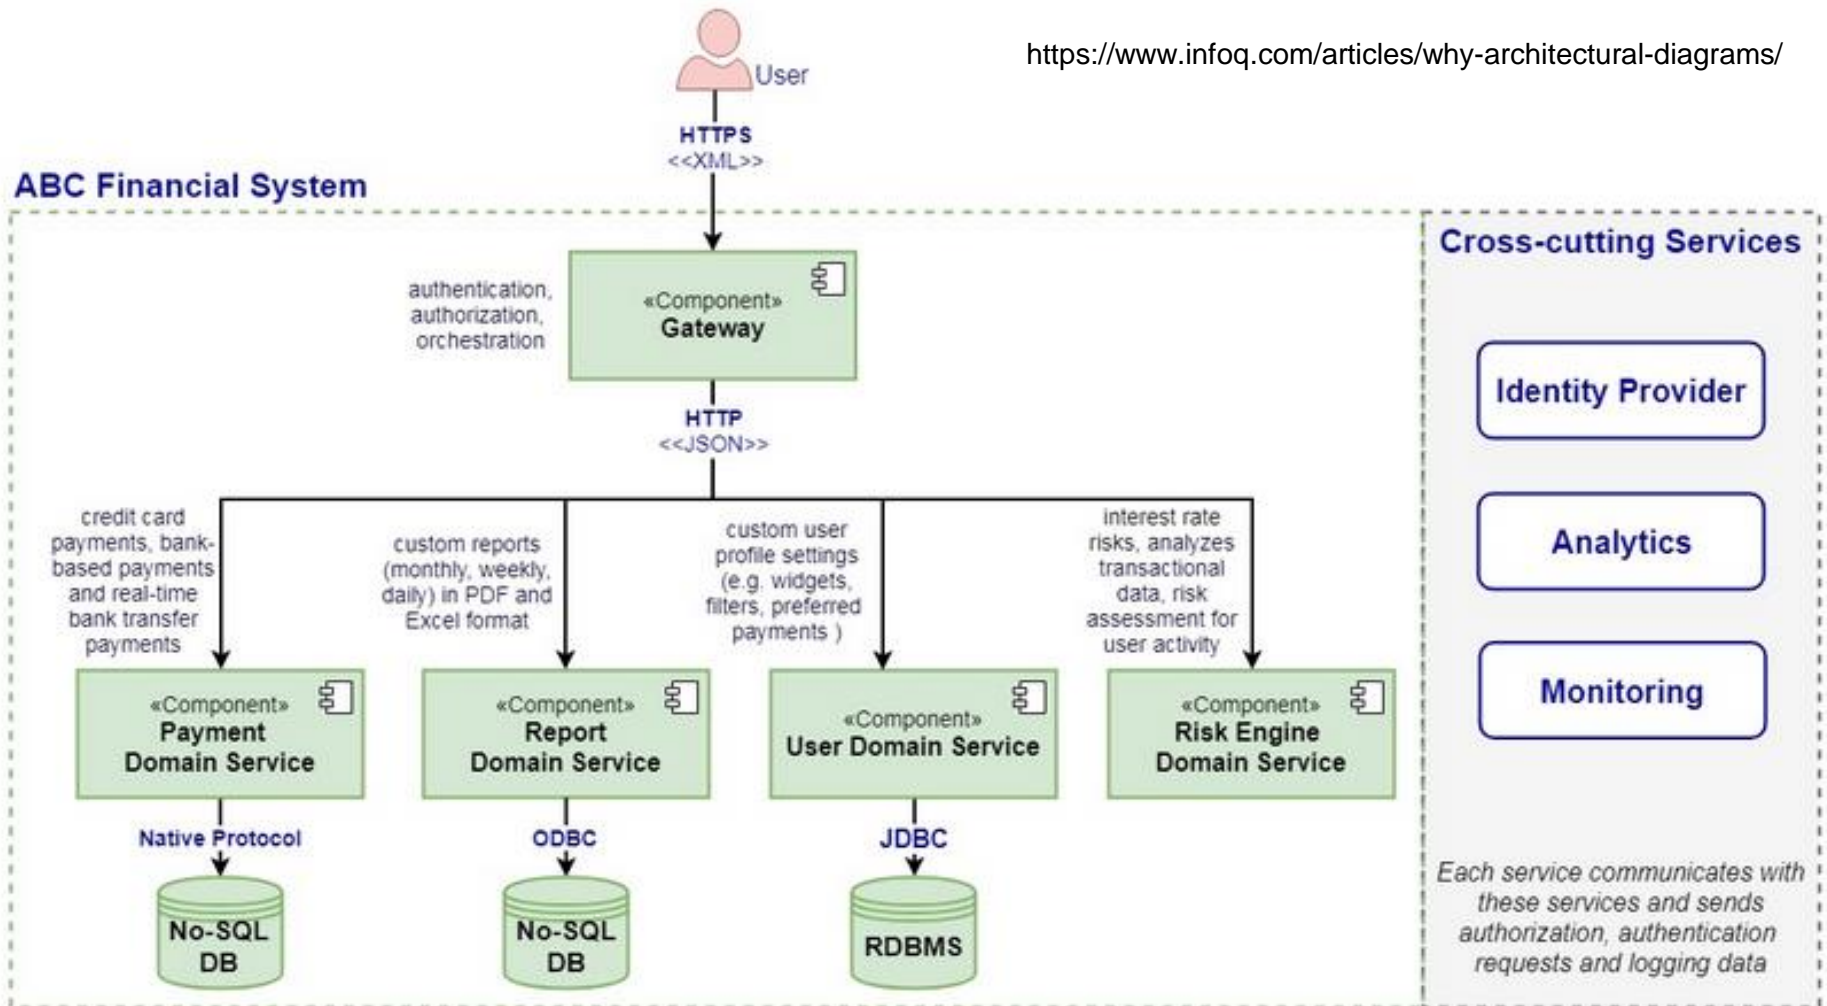 https://www.infoq.com/articles/why-architectural-diagrams/
User
HTTPS
<<XML>>
ABC Financial System
authentication,
authorization,
orchestration
«Component»
Gateway
HTTP
<<JSON>>
credit card
payments, bank-
based payments
and real-time
bank transfer
payments
custom reports
(monthly, weekly,
daily) in PDF and
Excel format
custom user
profile settings
(e.g. widgets,
filters, preferred
payments )
interest rate
risks, analyzes
transactional
data, risk
assessment for
user activity
«Component»
Payment
Domain Service
«Component»
Report
Domain Service
«Component»
User Domain Service
«Component»
Risk Engine
Domain Service
Native Protocol
ODBC
JDBC
No-SQL
DB
No-SQL
DB
RDBMS
Cross-cutting Services
Identity Provider
Analytics
Monitoring
Each service communicates with
these services and sends
authorization, authentication
requests and logging data